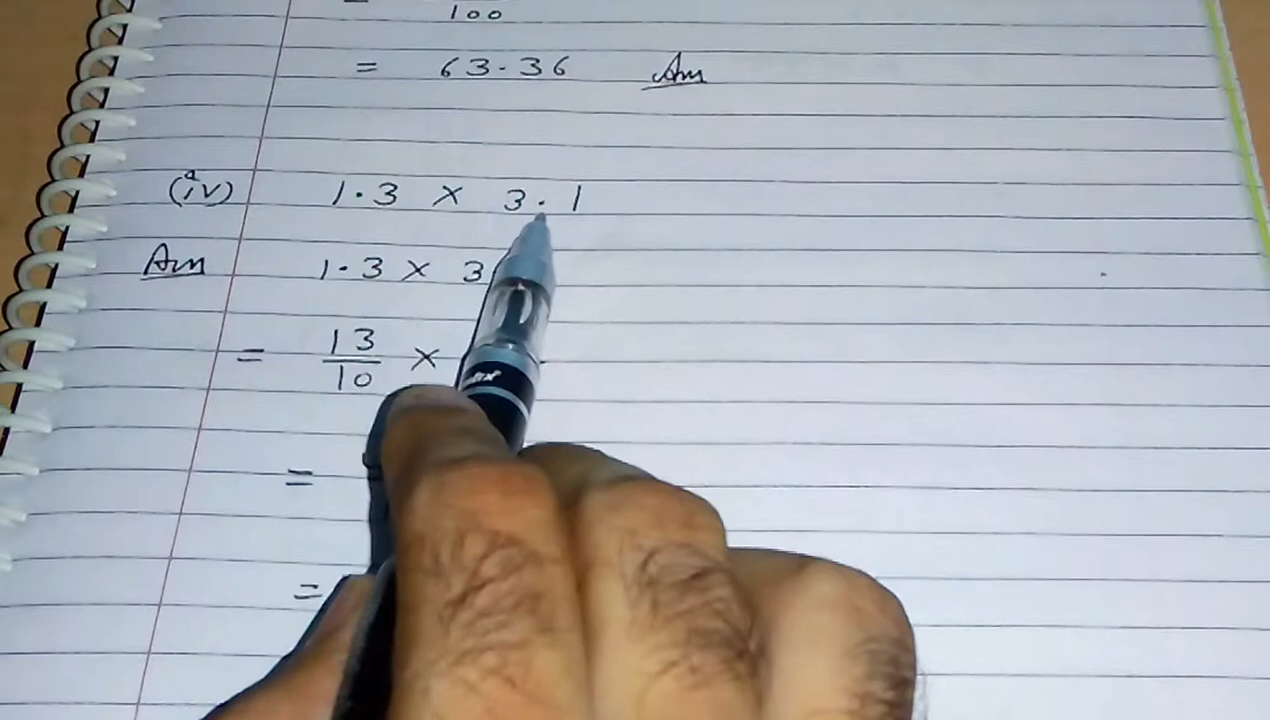 = 100
= 63.36 Ans
(iv) 1.3 × 3.1
Ans 1.3 × 3
= 13/10 ×
=
=